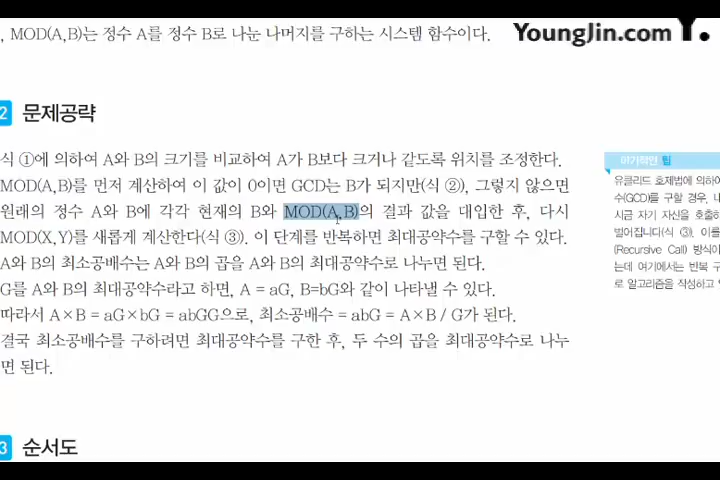 , MOD(A,B)는 정수 A를 정수 B로 나눈 나머지를 구하는 시스템 함수이다.
YoungJin.com Y.
2 문제공략
식 ①에 의하여 A와 B의 크기를 비교하여 A가 B보다 크거나 같도록 위치를 조정한다.
MOD(A,B)를 먼저 계산하여 이 값이 0이면 GCD는 B가 되지만(식 ②), 그렇지 않으면
원래의 정수 A와 B에 각각 현재의 B와 MOD(A,B)의 결과 값을 대입한 후, 다시
MOD(X,Y)를 새롭게 계산한다(식 ③). 이 단계를 반복하면 최대공약수를 구할 수 있다.
A와 B의 최소공배수는 A와 B의 곱을 A와 B의 최대공약수로 나누면 된다.
G를 A와 B의 최대공약수라고 하면, A = aG, B=bG와 같이 나타낼 수 있다.
따라서 A×B = aG×bG = abGG으로, 최소공배수 = abG = A×B / G가 된다.
결국 최소공배수를 구하려면 최대공약수를 구한 후, 두 수의 곱을 최대공약수로 나누
면 된다.
이기적인 팁
유클리드 호제법에 의하
수(GCD)를 구할 경우, 내
시금 자기 자신을 호출하
벌어집니다(식 ③). 이를
(Recursive Call) 방식이
는데 여기에서는 반복 구
로 알고리즘을 작성하고
3 순서도